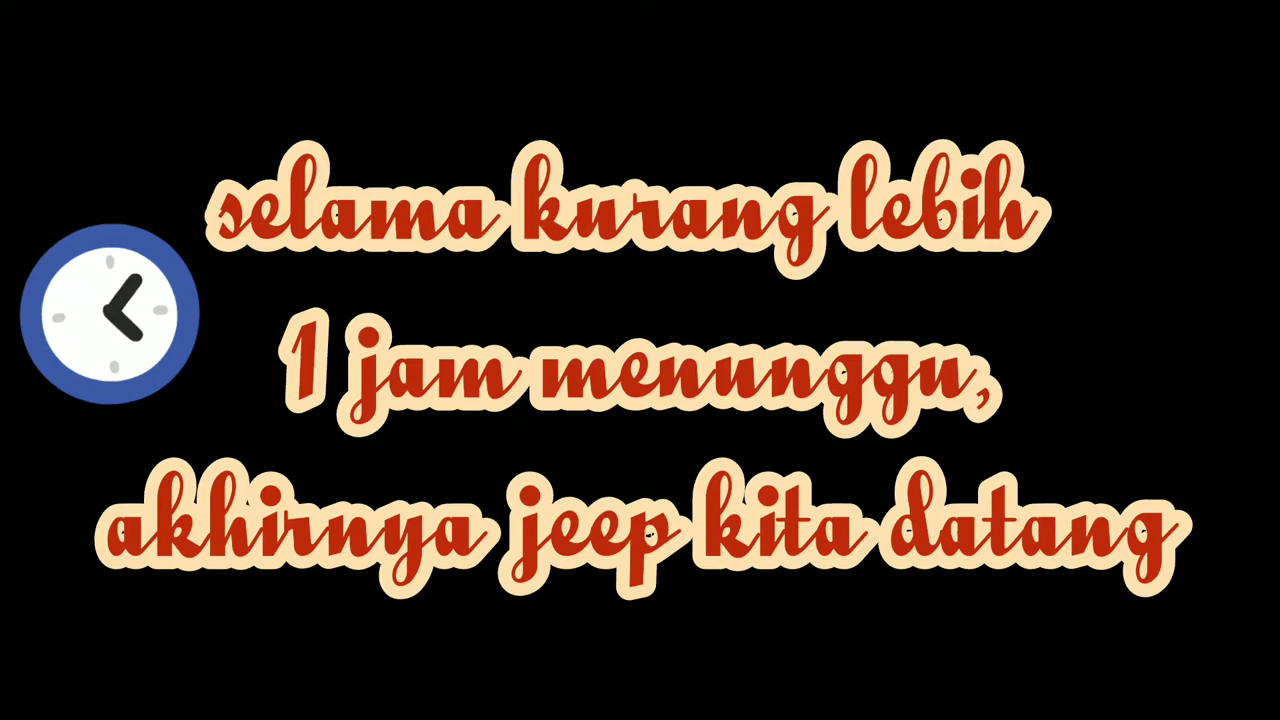 selama kurang lebih
1 jam menunggu,
akhirnya jeep kita datang